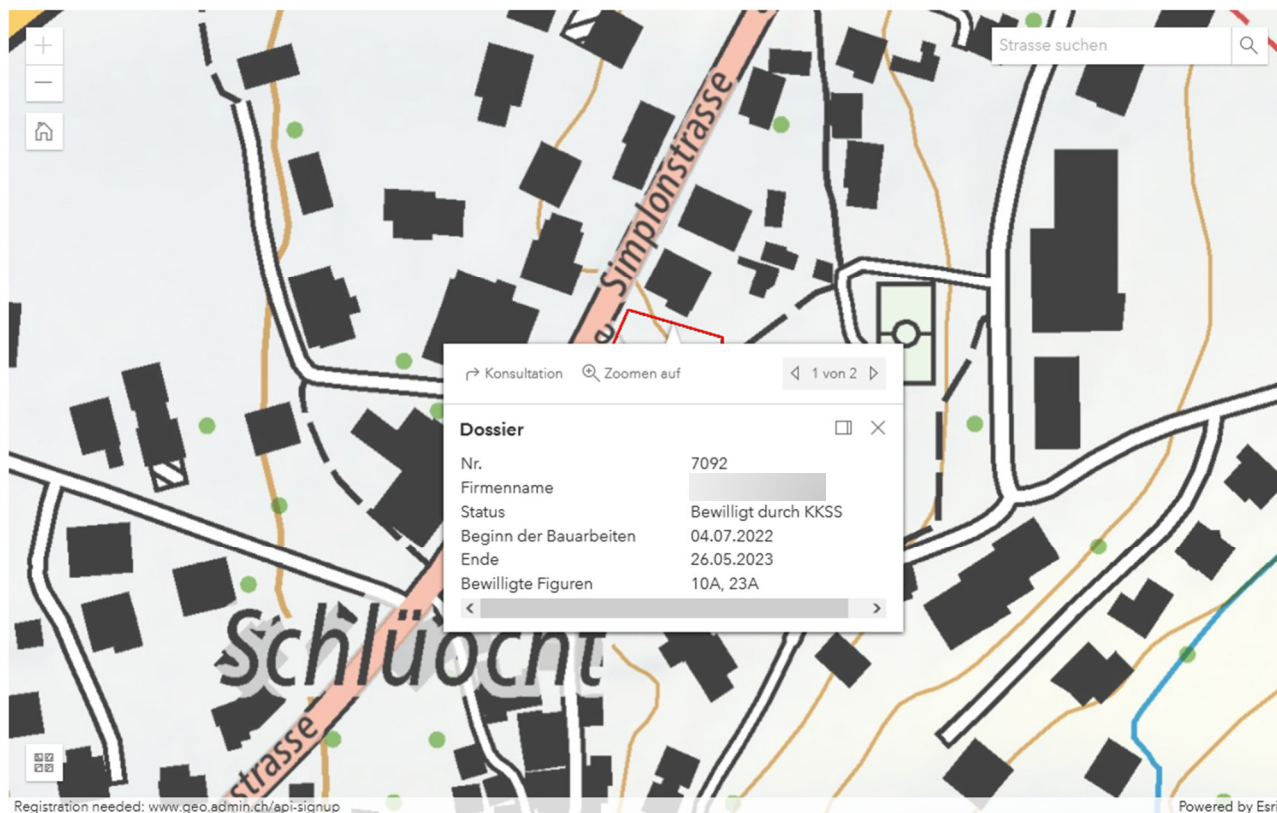 Strasse suchen
Simplonstrasse
e
Konsultation
Zoomen auf
1 von 2
Dossier
Nr. 7092
Firmenname
Status Bewilligt durch KKSS
Beginn der Bauarbeiten 04.07.2022
Ende 26.05.2023
Bewilligte Figuren 10A, 23A
Schlüocht
strasse
Registration needed: www.geo.admin.ch/api-signup
Powered by Esri